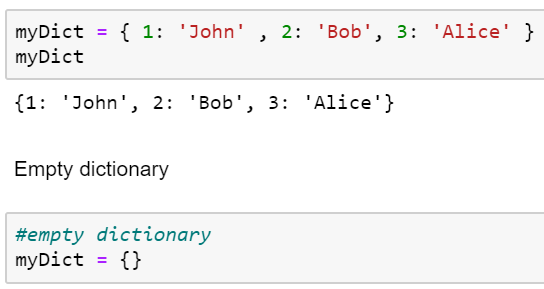 myDict = { 1: 'John' , 2: 'Bob', 3: 'Alice' }
myDict
{1: 'John', 2: 'Bob', 3: 'Alice'}
Empty dictionary
#empty dictionary
myDict = {}